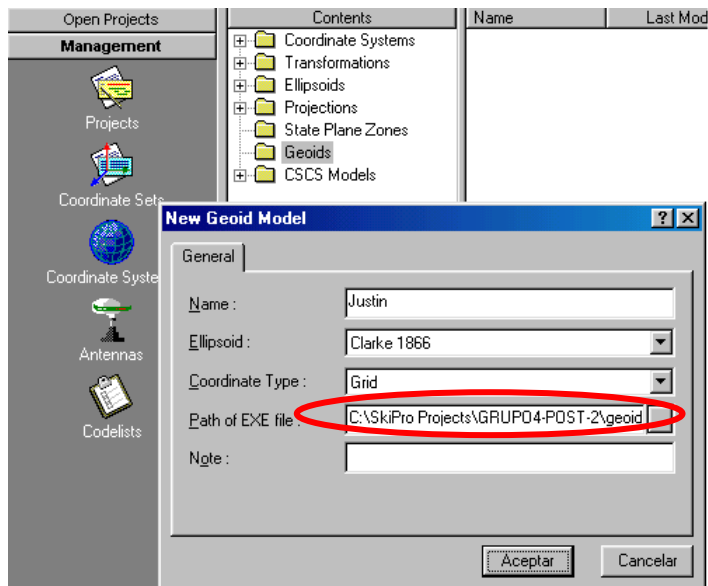 Open Projects
Management
Projects
Coordinate Sets
Coordinate Syste
Antennas
Codelists
Contents
Coordinate Systems
Transformations
Ellipsoids
Projections
State Plane Zones
Geoids
CSCS Models
Name
Last Mod
New Geoid Model
General
Name :
Justin
Ellipsoid :
Clarke 1866
Coordinate Type :
Grid
Path of EXE file :
C:\SkiPro Projects\GRUPO4-POST-2\geoid
Note :
Aceptar
Cancelar